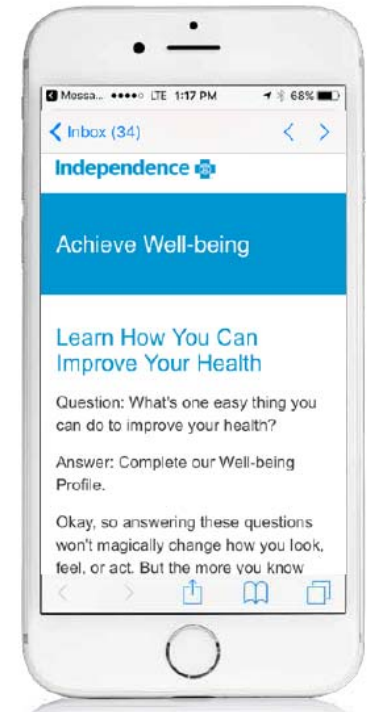 Messa... LTE 1:17 PM 68%
Inbox (34)
Independence
Achieve Well-being
Learn How You Can
Improve Your Health
Question: What's one easy thing you
can do to improve your health?
Answer: Complete our Well-being
Profile.
Okay, so answering these questions
won't magically change how you look,
feel, or act. But the more you know